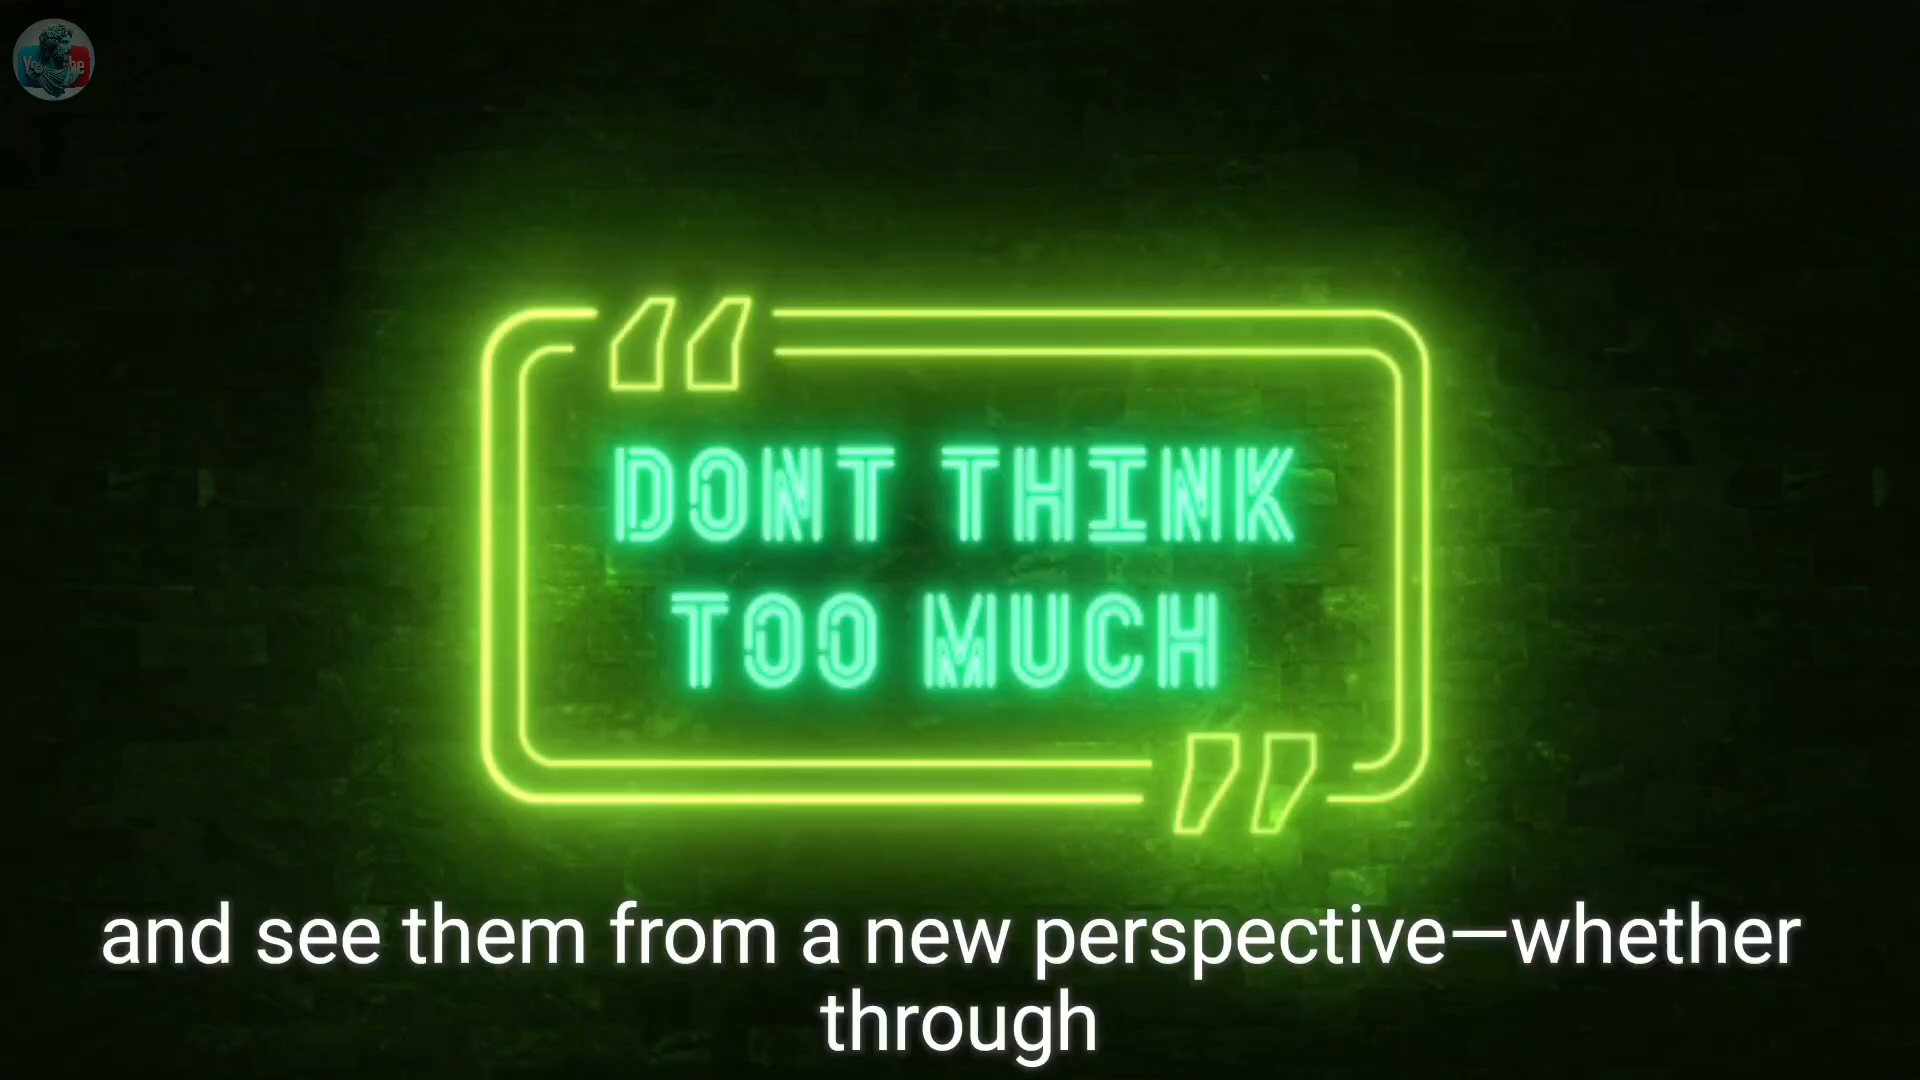 “
DONT THINK
TOO MUCH
”
and see them from a new perspective—whether
through